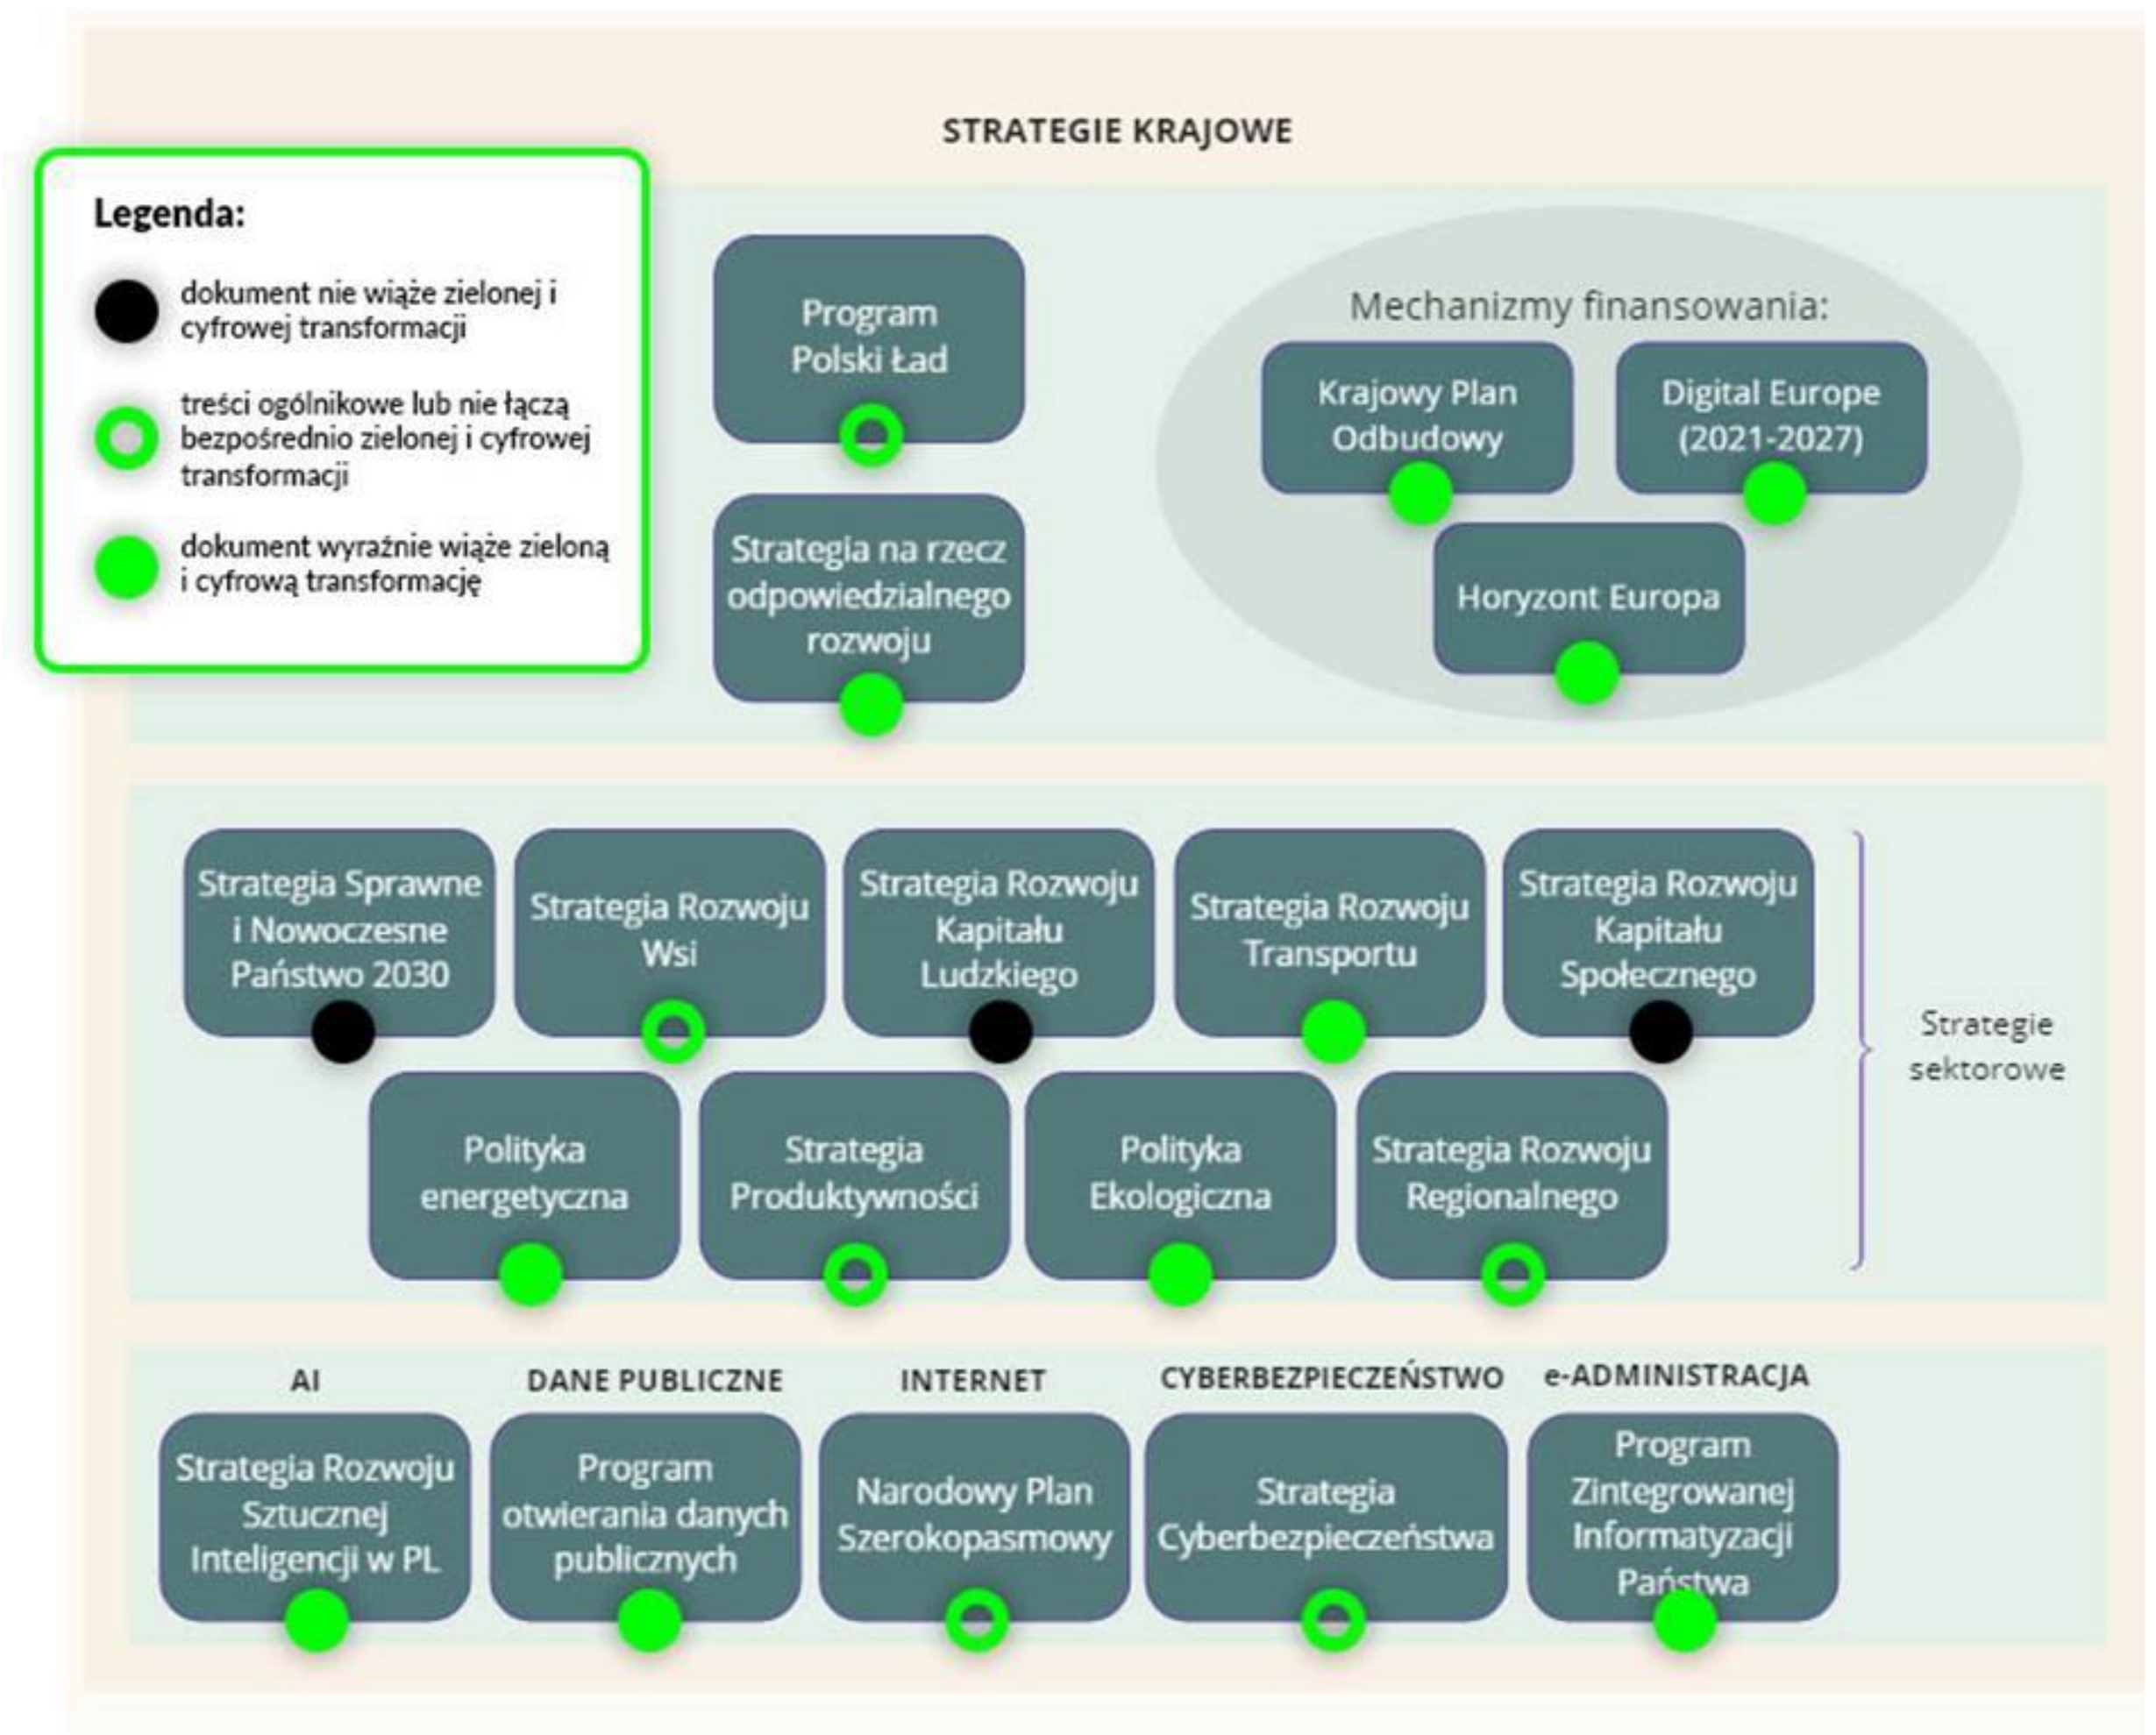 STRATEGIE KRAJOWE
Legenda:
dokument nie wiąże zielonej i
cyfrowej transformacji
treści ogólnikowe lub nie łączą
bezpośrednio zielonej i cyfrowej
transformacji
dokument wyraźnie wiąże zieloną
i cyfrową transformację
Program
Polski Ład
Strategia na rzecz
odpowiedzialnego
rozwoju
Mechanizmy finansowania:
Krajowy Plan
Odbudowy
Digital Europe
(2021-2027)
Horyzont Europa
Strategia Sprawne
i Nowoczesne
Państwo 2030
Strategia Rozwoju
Wsi
Strategia Rozwoju
Kapitału
Ludzkiego
Strategia Rozwoju
Transportu
Strategia Rozwoju
Kapitału
Społecznego
Polityka
energetyczna
Strategia
Produktywności
Polityka
Ekologiczna
Strategia Rozwoju
Regionalnego
Strategie
sektorowe
AI
Strategia Rozwoju
Sztucznej
Inteligencji w PL
DANE PUBLICZNE
Program
otwierania danych
publicznych
INTERNET
Narodowy Plan
Szerokopasmowy
CYBERBEZPIECZEŃSTWO
Strategia
Cyberbezpieczeństwa
e-ADMINISTRACJA
Program
Zintegrowanej
Informatyzacji
Państwa